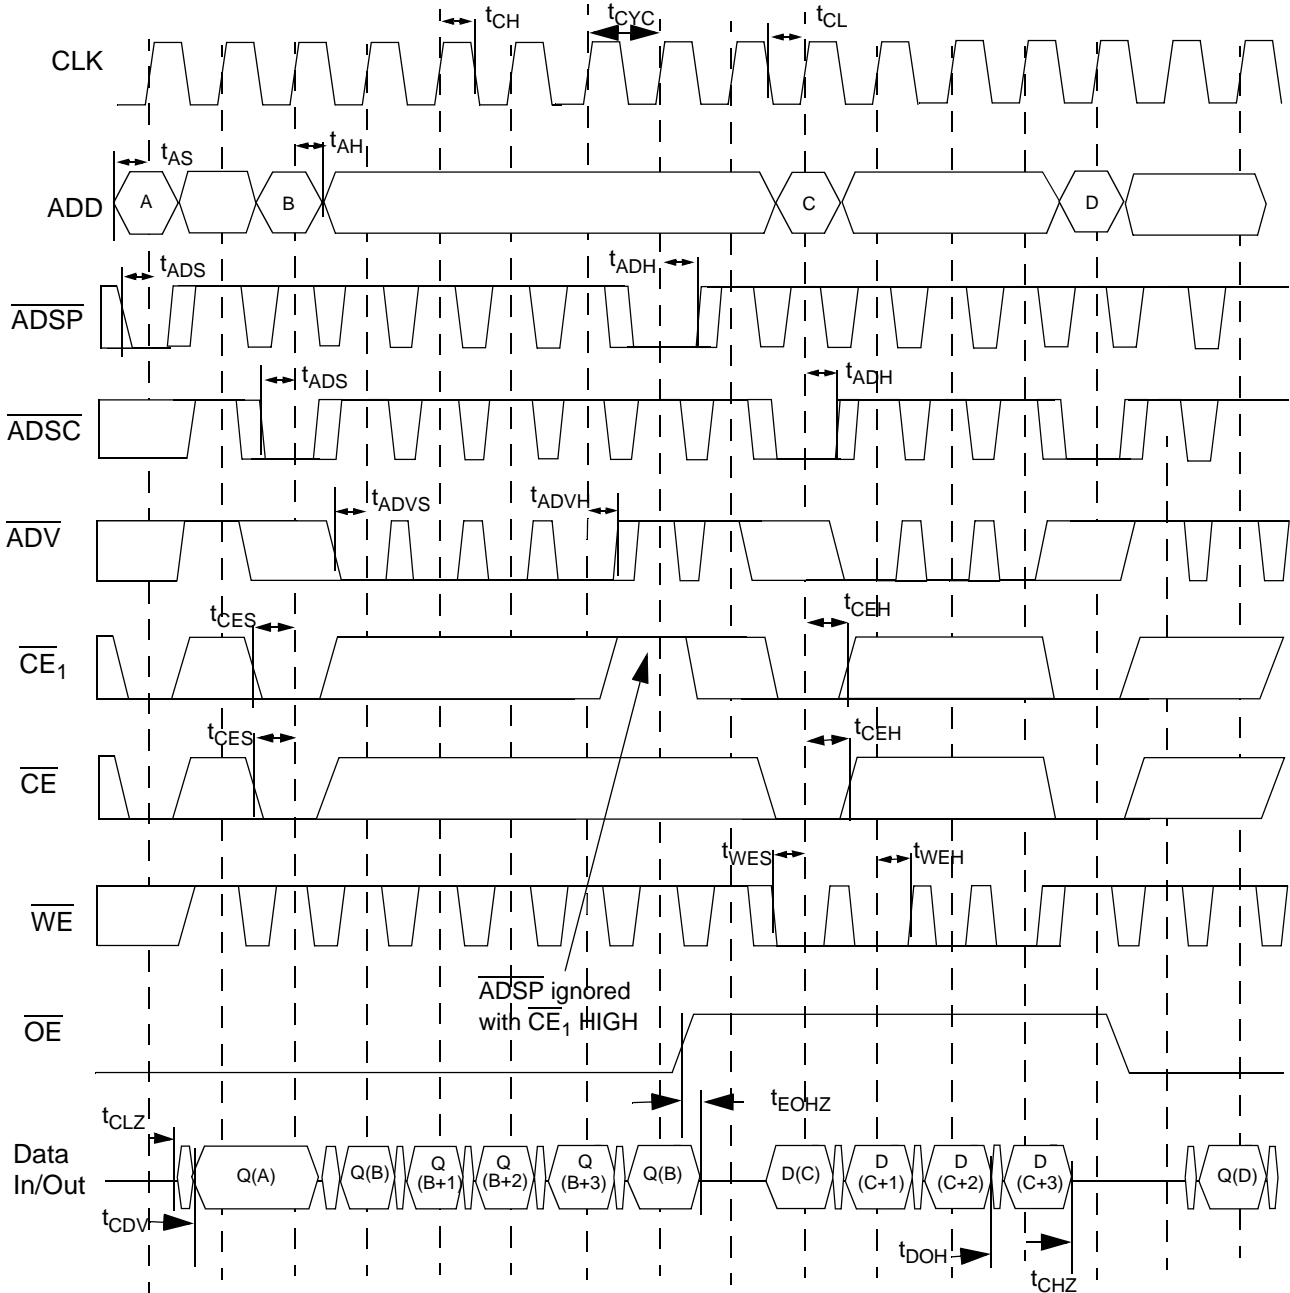 tCH
tCYC
tCL
CLK
tAS
tAH
ADD
A
B
C
D
tADS
tADH
ADSP
tADS
tADH
ADSC
tADVS
tADVH
ADV
tCES
tCEH
CE1
tCES
tCEH
CE
tWES
tWEH
WE
ADSP ignored
with CE1 HIGH
OE
tCLZ
tEOHZ
Data
In/Out
Q(A)
Q(B)
Q
(B+1)
Q
(B+2)
Q
(B+3)
Q(B)
D(C)
D
(C+1)
D
(C+2)
D
(C+3)
Q(D)
tCDV
tDOH
tCHZ